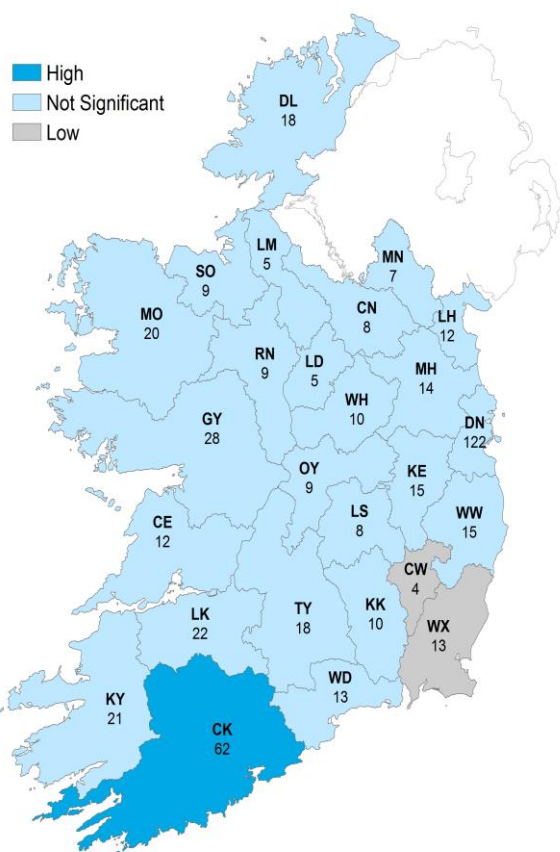 High
Not Significant
Low
DL
18
LM
5
SO
9
MN
7
MO
20
CN
8
LH
12
RN
9
LD
5
MH
14
WH
10
GY
28
DN
122
OY
9
KE
15
LS
8
WW
15
CE
12
CW
4
TY
18
KK
10
WX
13
LK
22
WD
13
KY
21
CK
62